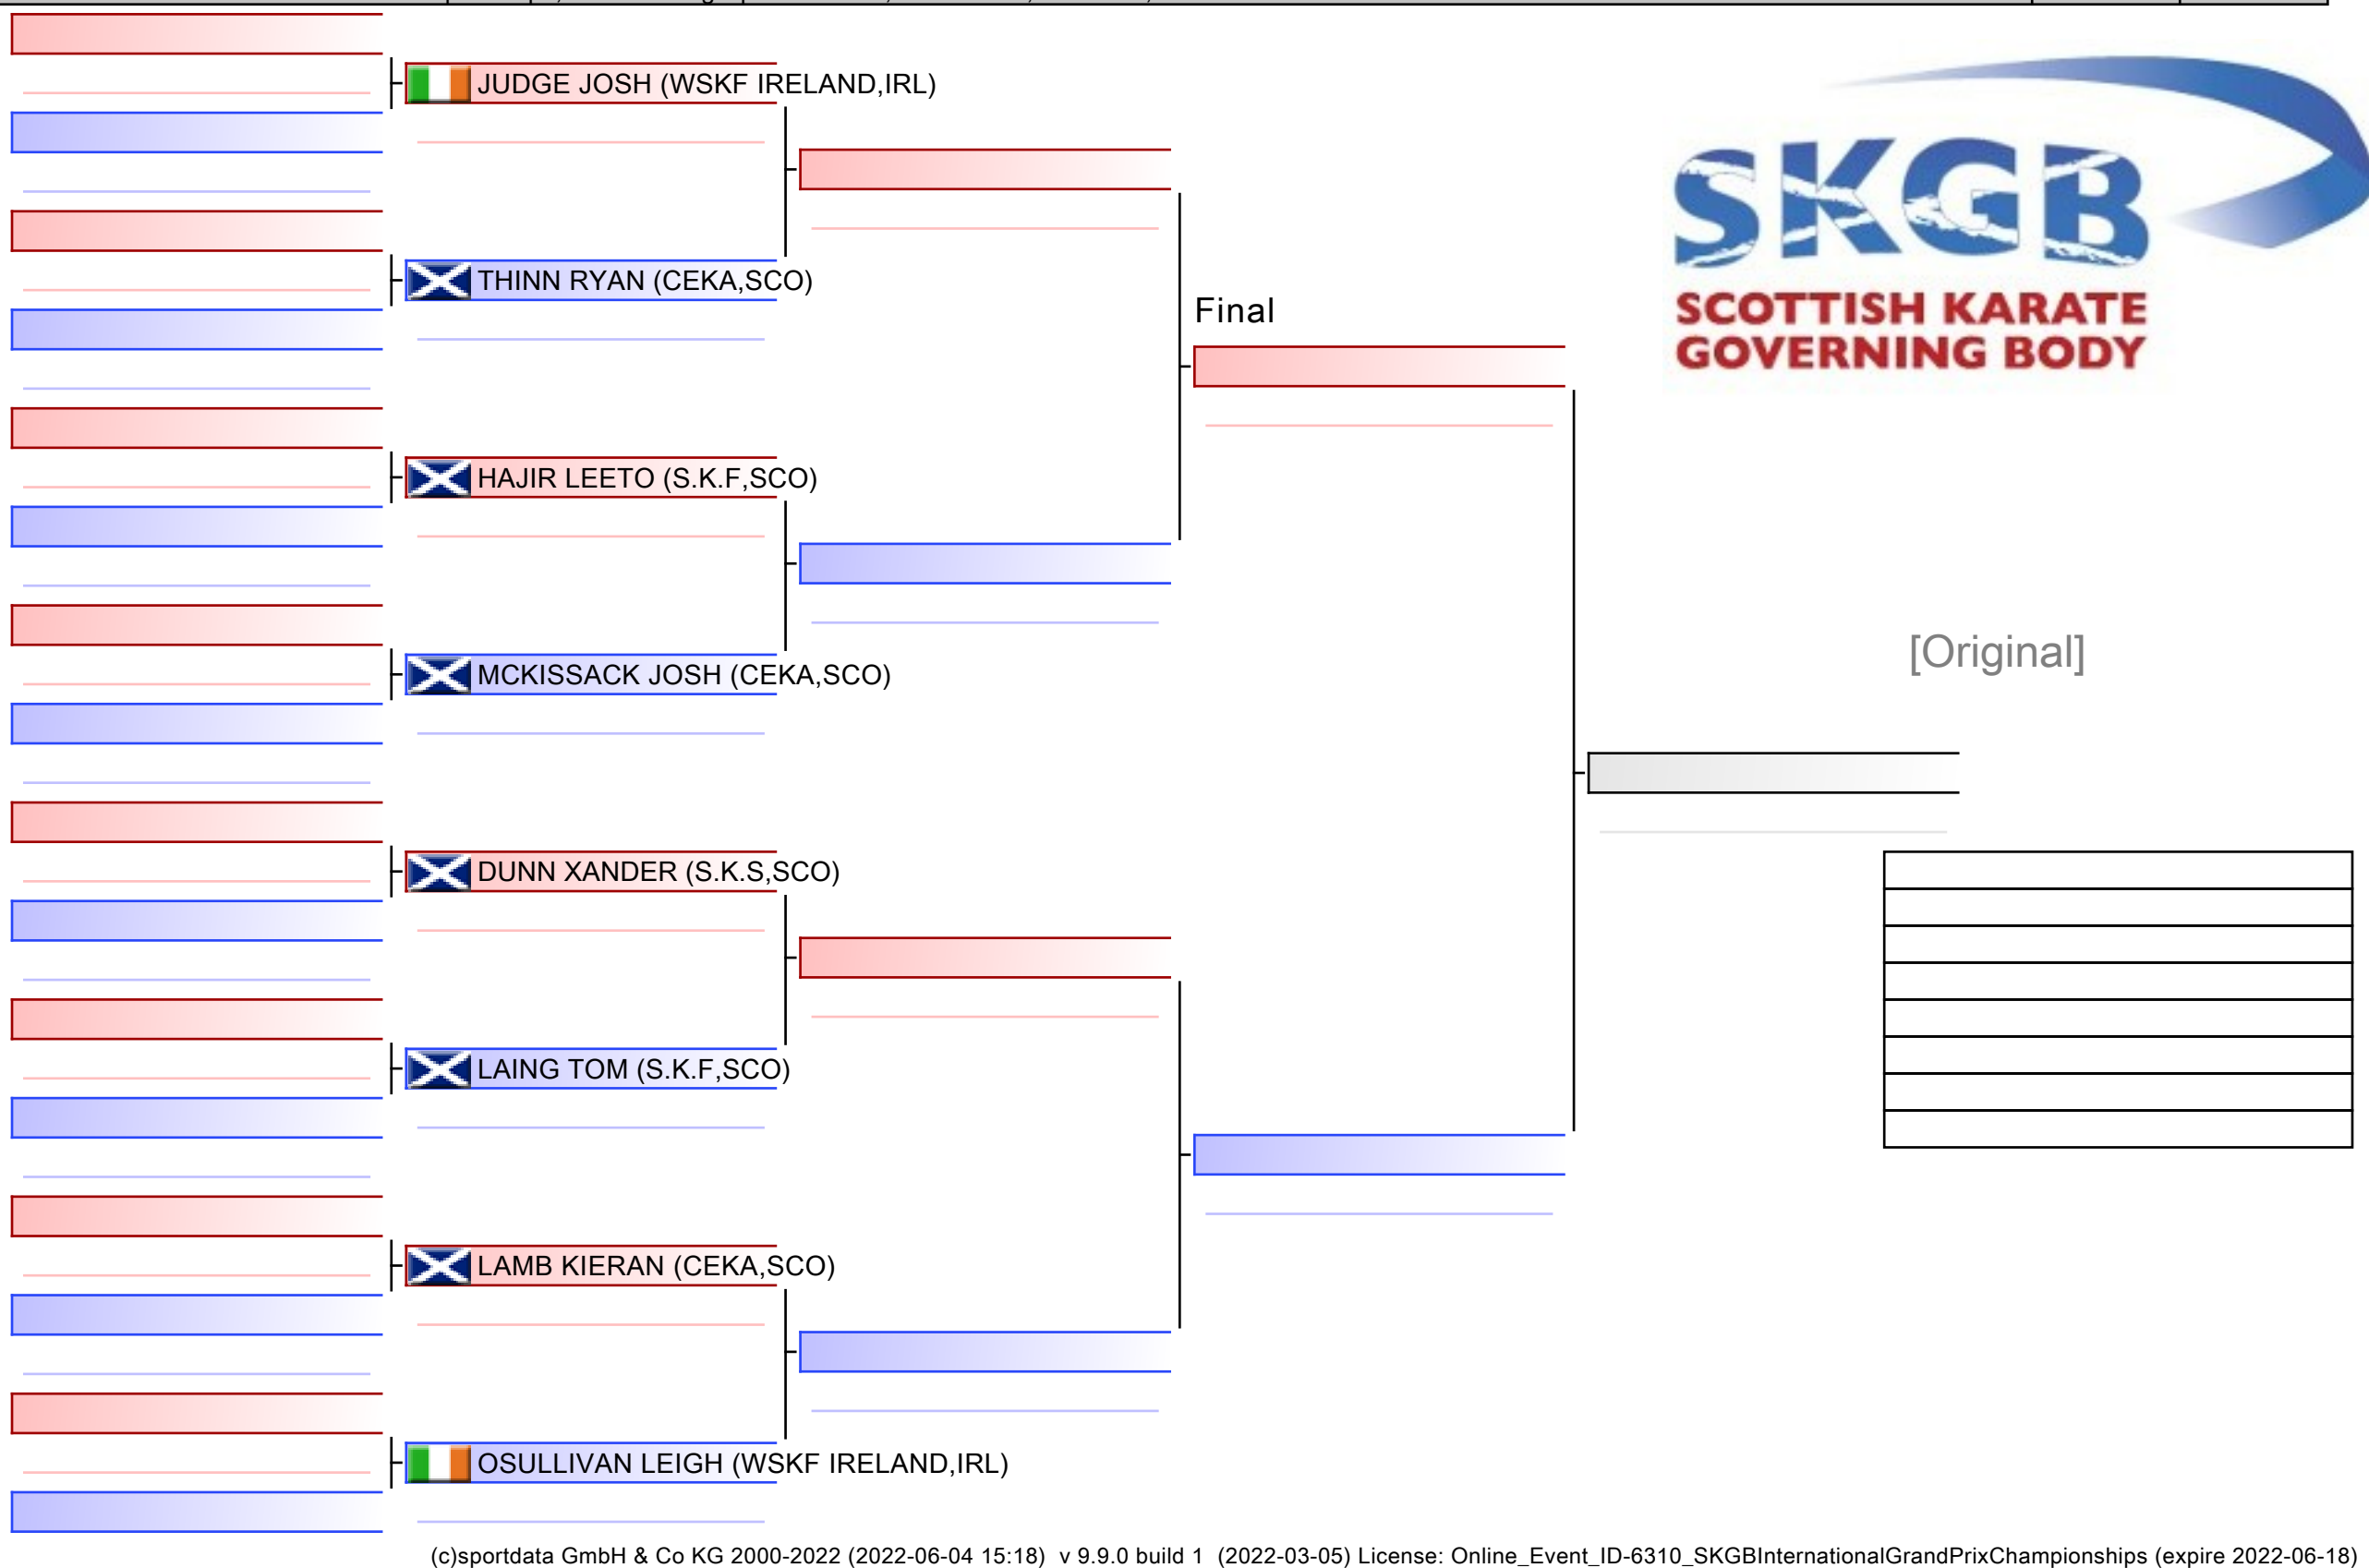 JUDGE JOSH (WSKF IRELAND,IRL)
THINN RYAN (CEKA,SCO)
HAJIR LEETO (S.K.F,SCO)
MCKISSACK JOSH (CEKA,SCO)
DUNN XANDER (S.K.S,SCO)
LAING TOM (S.K.F,SCO)
LAMB KIERAN (CEKA,SCO)
OSULLIVAN LEIGH (WSKF IRELAND,IRL)
Final
SKGB
SCOTTISH KARATE
GOVERNING BODY
[Original]
(c)sportdata GmbH & Co KG 2000-2022 (2022-06-04 15:18) v 9.9.0 build 1 (2022-03-05) License: Online_Event_ID-6310_SKGBInternationalGrandPrixChampionships (expire 2022-06-18)